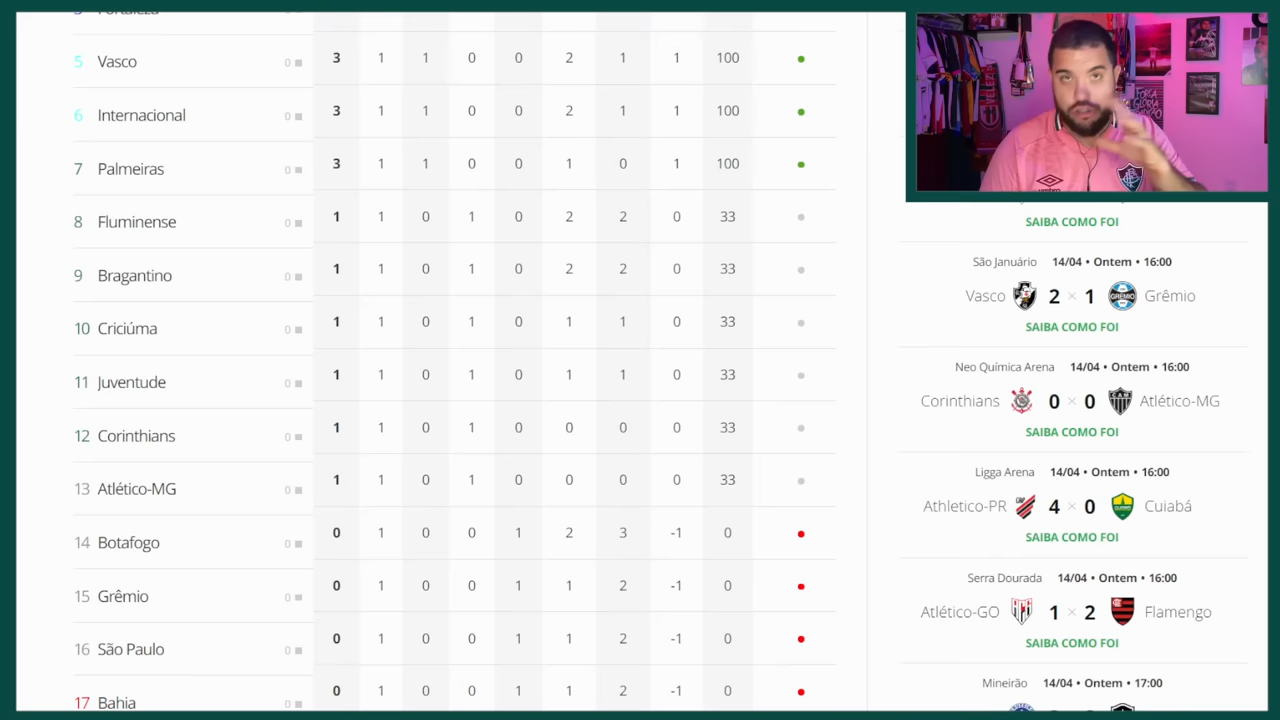 Fortaleza
5 Vasco 0 3 1 1 0 0 2 1 1 100
6 Internacional 0 3 1 1 0 0 2 1 1 100
7 Palmeiras 0 3 1 1 0 0 1 0 1 100
8 Fluminense 0 1 1 0 1 0 2 2 0 33
9 Bragantino 0 1 1 0 1 0 2 2 0 33
10 Criciúma 0 1 1 0 1 0 1 1 0 33
11 Juventude 0 1 1 0 1 0 1 1 0 33
12 Corinthians 0 1 1 0 1 0 0 0 0 33
13 Atlético-MG 0 1 1 0 1 0 0 0 0 33
14 Botafogo 0 0 1 0 0 1 2 3 -1 0
15 Grêmio 0 0 1 0 0 1 1 2 -1 0
16 São Paulo 0 0 1 0 0 1 1 2 -1 0
17 Bahia 0 0 1 0 0 1 1 2 -1 0
VELEZ
FORÇA
GLORIA
umbro
SAIBA COMO FOI
São Januário 14/04 • Ontem • 16:00
Vasco 2 × 1 GRÊMIO Grêmio
SAIBA COMO FOI
Neo Química Arena 14/04 • Ontem • 16:00
Corinthians 0 × 0 CAM Atlético-MG
SAIBA COMO FOI
Ligga Arena 14/04 • Ontem • 16:00
Athletico-PR CAP 4 × 0 Cuiabá
SAIBA COMO FOI
Serra Dourada 14/04 • Ontem • 16:00
Atlético-GO 1 × 2 Flamengo
SAIBA COMO FOI
Mineirão 14/04 • Ontem • 17:00